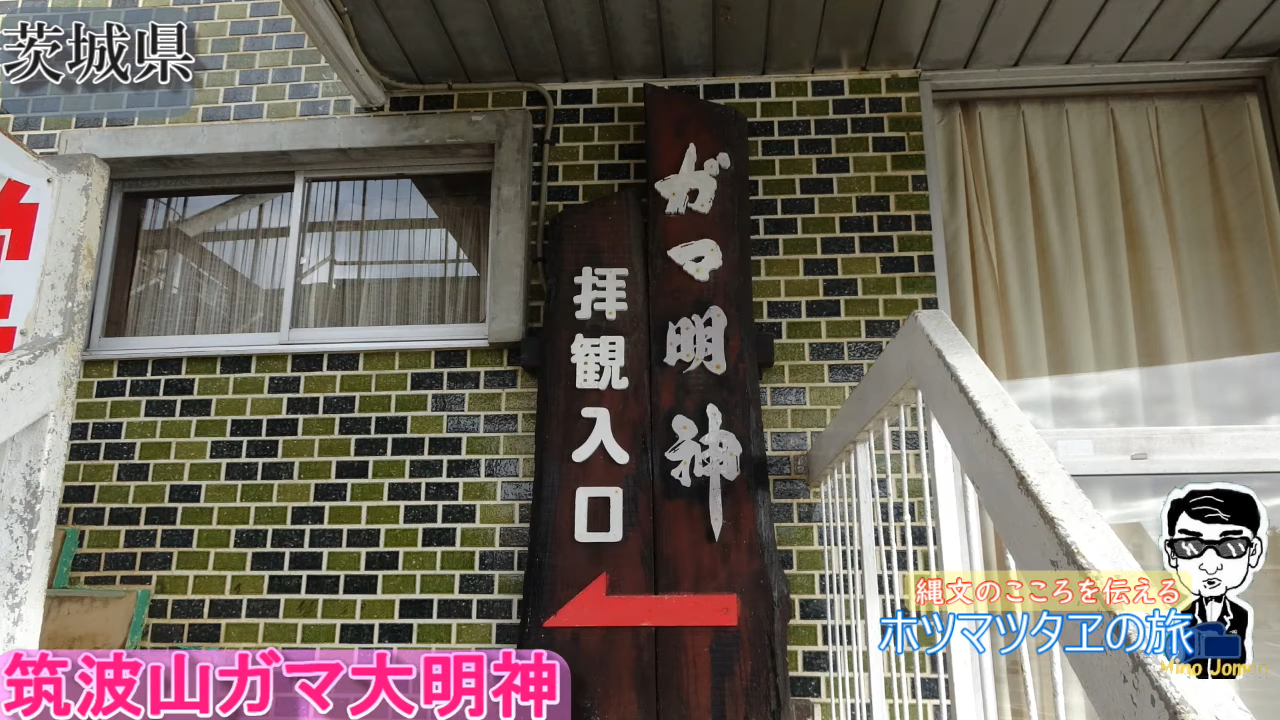 茨城県
ガマ明神
拝観入口
縄文のこころを伝える
ホツマツタヱの旅
筑波山ガマ大明神